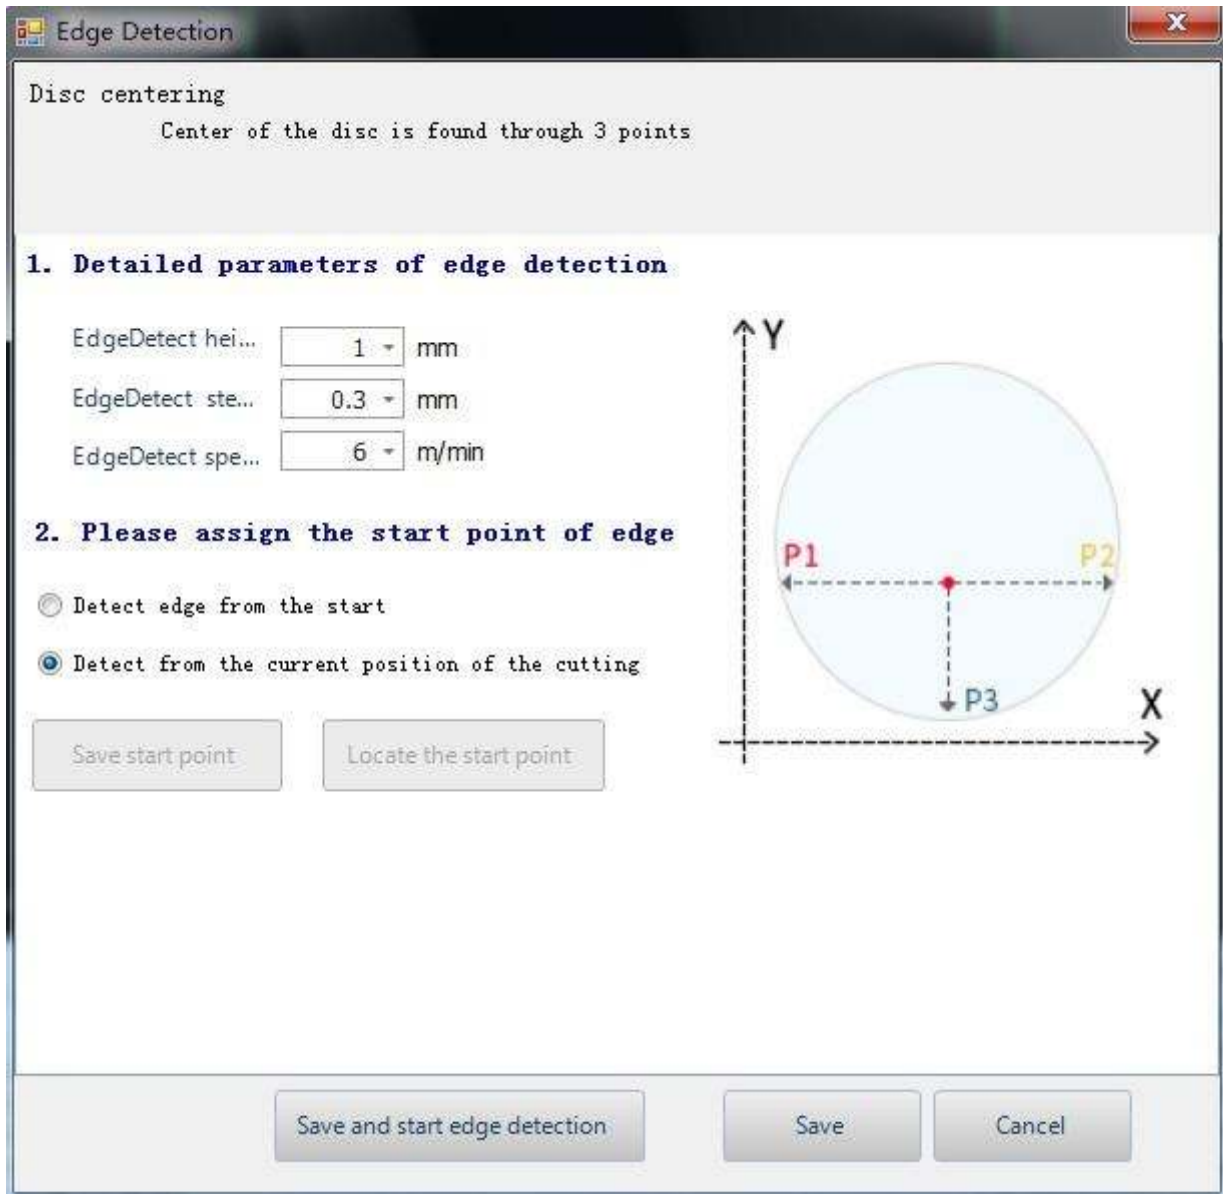 Edge Detection
Disc centering
Center of the disc is found through 3 points
1. Detailed parameters of edge detection
EdgeDetect hei... 1 mm
EdgeDetect ste... 0.3 mm
EdgeDetect spe... 6 m/min
2. Please assign the start point of edge
Detect edge from the start
Detect from the current position of the cutting
Save start point Locate the start point
Y
P1 P2
P3
X
Save and start edge detection Save Cancel